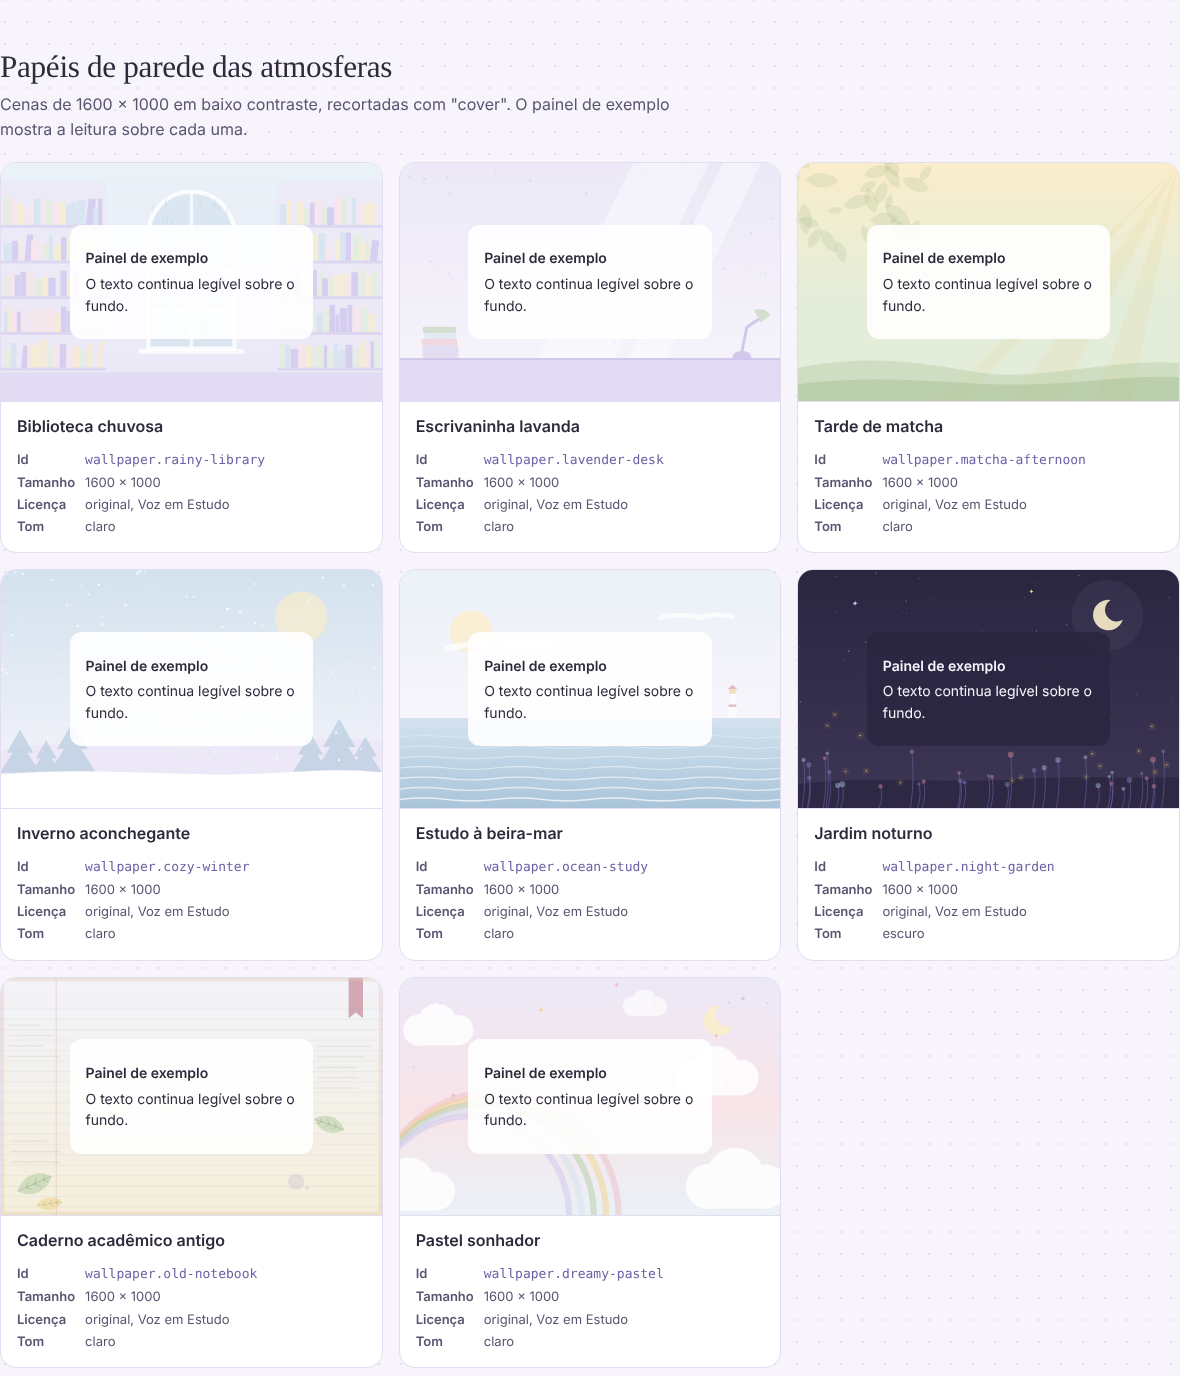 Papéis de parede das atmosferas
Cenas de 1600 × 1000 em baixo contraste, recortadas com "cover". O painel de exemplo
mostra a leitura sobre cada uma.
Painel de exemplo
O texto continua legível sobre o
fundo.
Biblioteca chuvosa
Id wallpaper.rainy-library
Tamanho 1600 × 1000
Licença original, Voz em Estudo
Tom claro
Painel de exemplo
O texto continua legível sobre o
fundo.
Escrivaninha lavanda
Id wallpaper.lavender-desk
Tamanho 1600 × 1000
Licença original, Voz em Estudo
Tom claro
Painel de exemplo
O texto continua legível sobre o
fundo.
Tarde de matcha
Id wallpaper.matcha-afternoon
Tamanho 1600 × 1000
Licença original, Voz em Estudo
Tom claro
Painel de exemplo
O texto continua legível sobre o
fundo.
Inverno aconchegante
Id wallpaper.cozy-winter
Tamanho 1600 × 1000
Licença original, Voz em Estudo
Tom claro
Painel de exemplo
O texto continua legível sobre o
fundo.
Estudo à beira-mar
Id wallpaper.ocean-study
Tamanho 1600 × 1000
Licença original, Voz em Estudo
Tom claro
Painel de exemplo
O texto continua legível sobre o
fundo.
Jardim noturno
Id wallpaper.night-garden
Tamanho 1600 × 1000
Licença original, Voz em Estudo
Tom escuro
Painel de exemplo
O texto continua legível sobre o
fundo.
Caderno acadêmico antigo
Id wallpaper.old-notebook
Tamanho 1600 × 1000
Licença original, Voz em Estudo
Tom claro
Painel de exemplo
O texto continua legível sobre o
fundo.
Pastel sonhador
Id wallpaper.dreamy-pastel
Tamanho 1600 × 1000
Licença original, Voz em Estudo
Tom claro